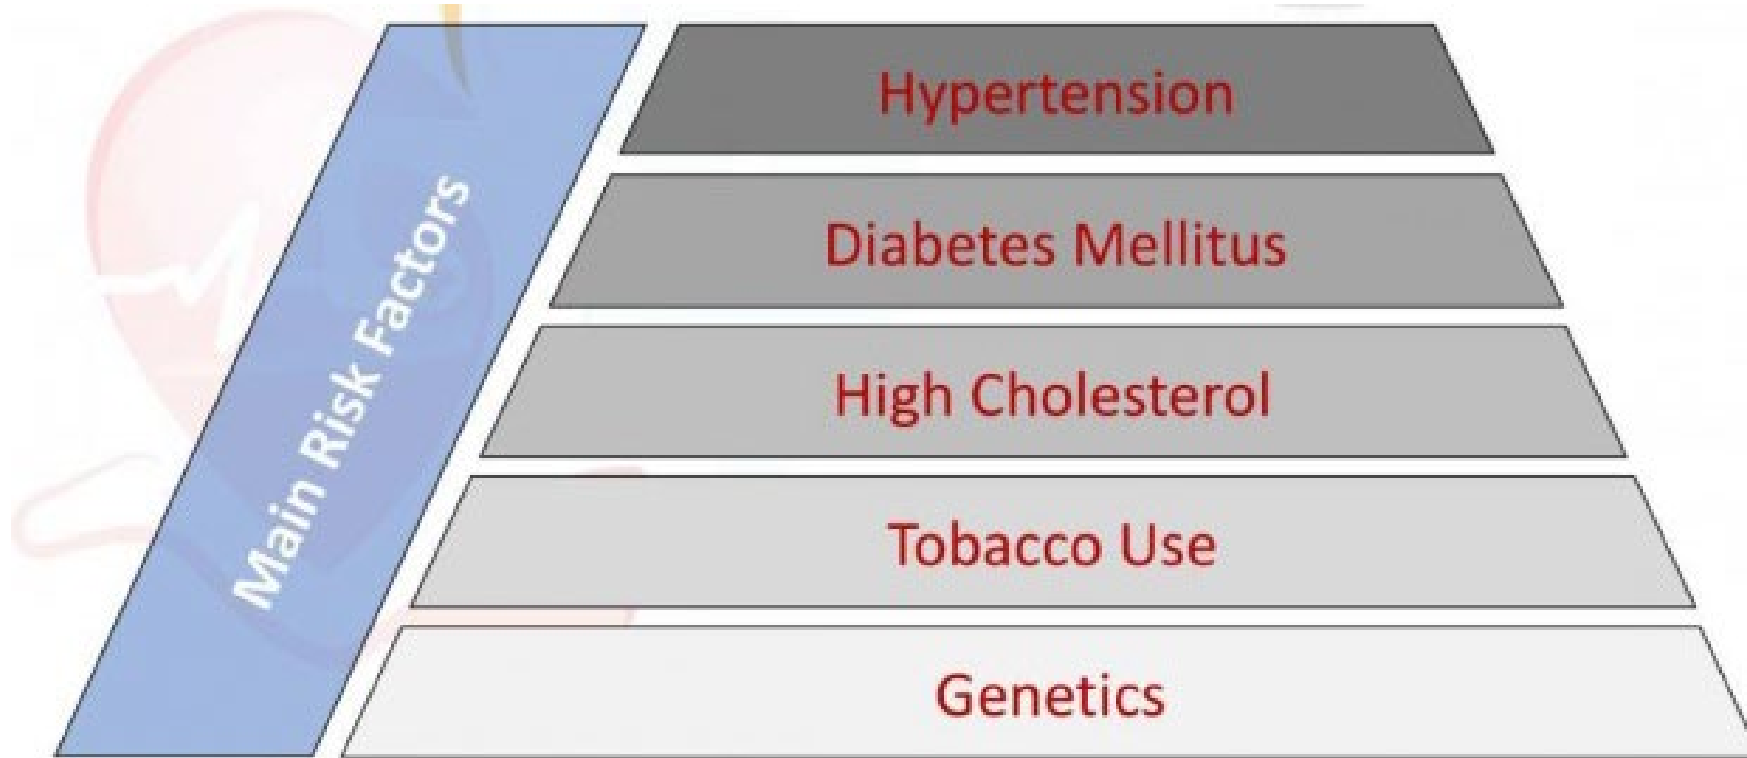 Main Risk Factors
Hypertension
Diabetes Mellitus
High Cholesterol
Tobacco Use
Genetics